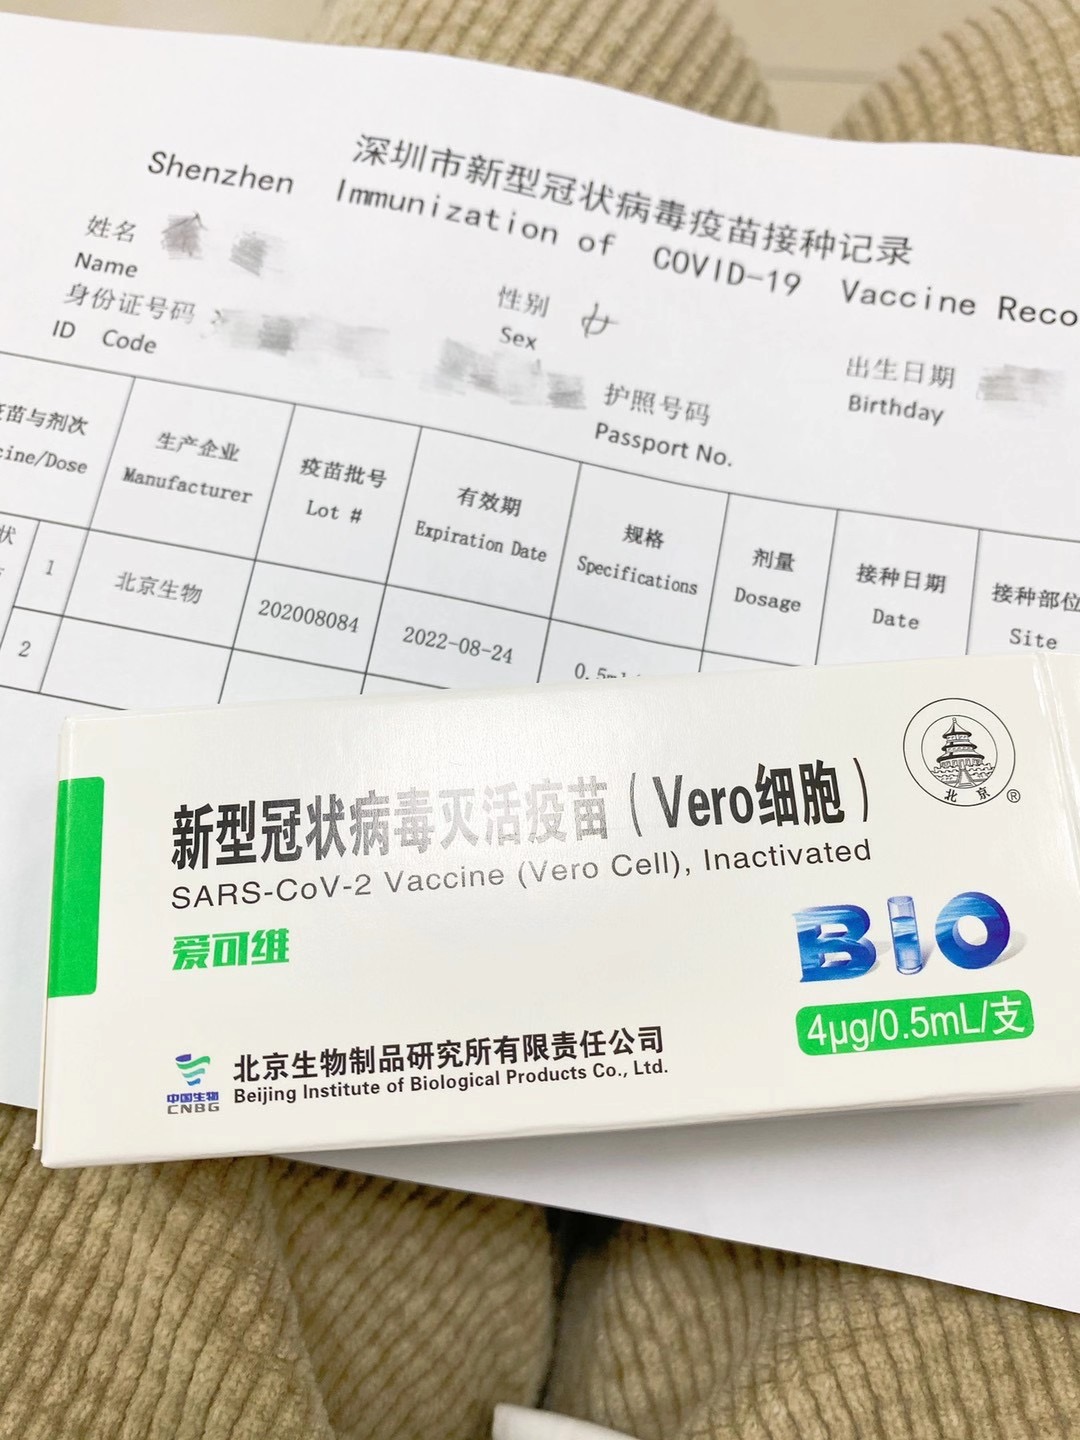 深圳市新型冠状病毒疫苗接种记录
Shenzhen Immunization of COVID-19 Vaccine Reco
姓名
Name
性别 女
Sex
出生日期
Birthday
身份证号码
ID Code
护照号码
Passport No.
苗与剂次
cine/Dose
生产企业
Manufacturer
疫苗批号
Lot #
有效期
Expiration Date
规格
Specifications
剂量
Dosage
接种日期
Date
接种部位
Site
状
1 北京生物 202008084 2022-08-24 0.5ml
2
新型冠状病毒灭活疫苗（Vero细胞）
SARS-CoV-2 Vaccine (Vero Cell), Inactivated
北京®
爱可维
BIO
4μg/0.5mL/支
中国生物
CNBG
北京生物制品研究所有限责任公司
Beijing Institute of Biological Products Co., Ltd.